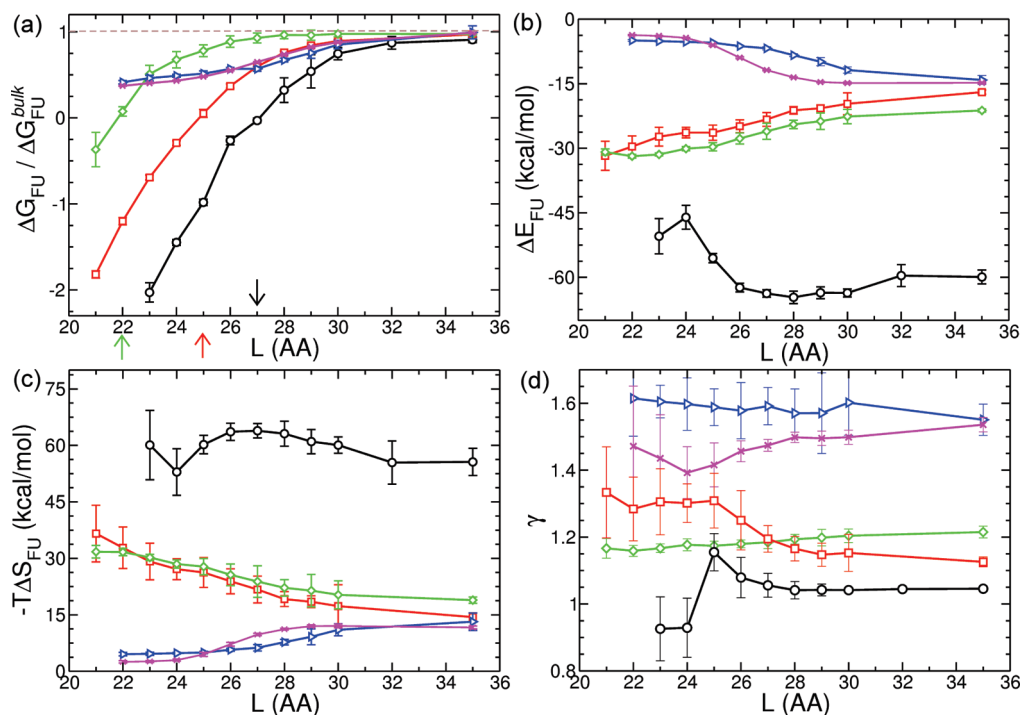 (a)
1
0
-1
-2
ΔG_FU / ΔG_FU^bulk
20 22 24 26 28 30 32 34 36
L (AA)
(b)
0
-15
-30
-45
-60
ΔE_FU (kcal/mol)
20 22 24 26 28 30 32 34 36
L (AA)
(c)
75
60
45
30
15
0
-TΔS_FU (kcal/mol)
20 22 24 26 28 30 32 34 36
L (AA)
(d)
1.6
1.4
1.2
1
0.8
γ
20 22 24 26 28 30 32 34 36
L (AA)